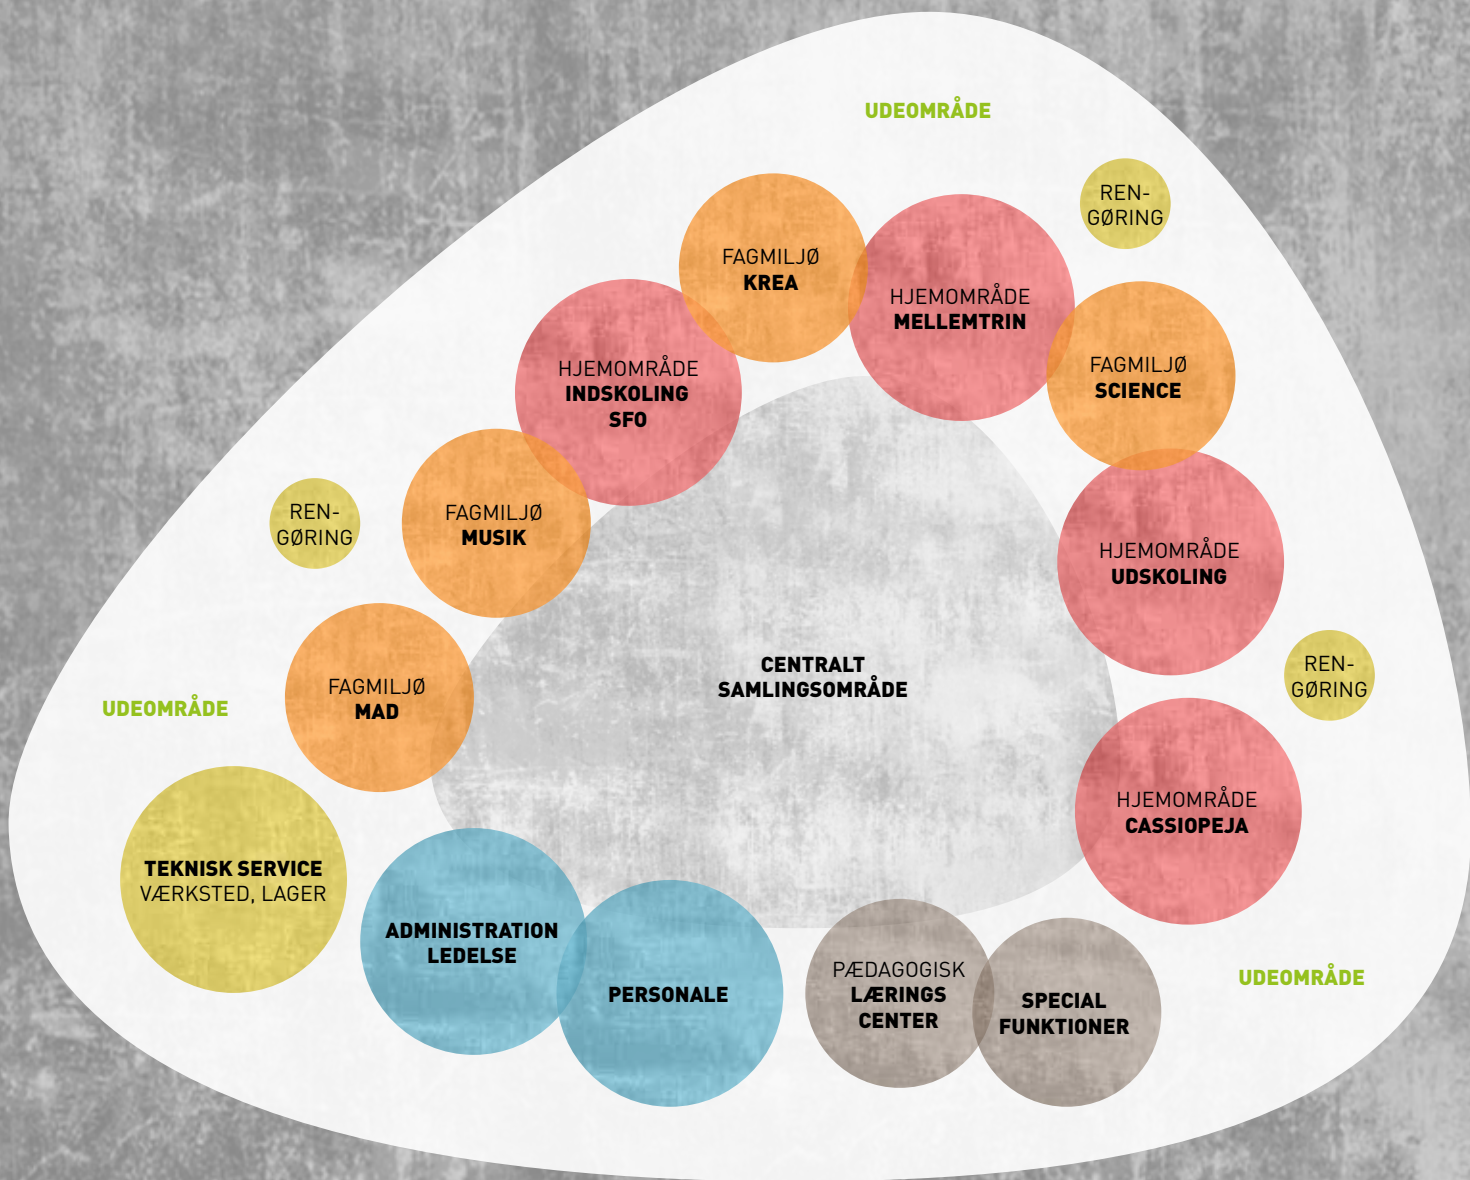 UDEOMRÅDE
REN-
GØRING
FAGMILJØ
KREA
HJEMOMRÅDE
MELLEMTRIN
HJEMOMRÅDE
INDSKOLING
SFO
FAGMILJØ
SCIENCE
REN-
GØRING
FAGMILJØ
MUSIK
HJEMOMRÅDE
UDSKOLING
CENTRALT
SAMLINGSOMRÅDE
REN-
GØRING
UDEOMRÅDE
FAGMILJØ
MAD
HJEMOMRÅDE
CASSIOPEJA
TEKNISK SERVICE
VÆRKSTED, LAGER
ADMINISTRATION
LEDELSE
PERSONALE
PÆDAGOGISK
LÆRINGS
CENTER
SPECIAL
FUNKTIONER
UDEOMRÅDE